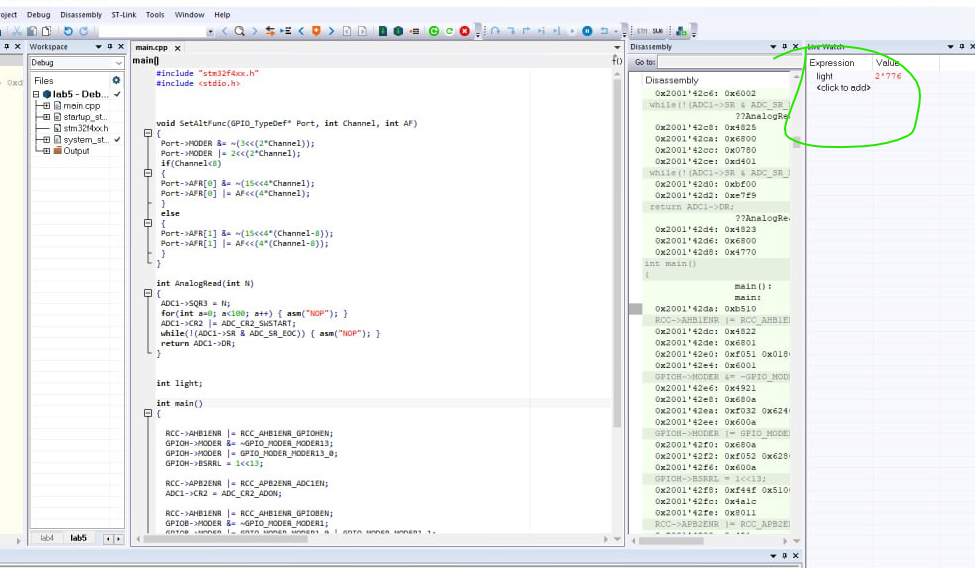 oject Debug Disassembly ST-Link Tools Window Help
Workspace
Debug
Files
lab5 - Deb...
main.cpp
startup_st...
stm32f4xx.h
system_st...
Output
lab4 lab5
main.cpp
main()
f()
#include "stm32f4xx.h"
#include <stdio.h>
void SetAltFunc(GPIO_TypeDef* Port, int Channel, int AF)
{
Port->MODER &= ~(3<<(2*Channel));
Port->MODER |= 2<<(2*Channel);
if(Channel<8)
{
Port->AFR[0] &= ~(15<<4*Channel);
Port->AFR[0] |= AF<<(4*Channel);
}
else
{
Port->AFR[1] &= ~(15<<4*(Channel-8));
Port->AFR[1] |= AF<<(4*(Channel-8));
}
}
int AnalogRead(int N)
{
ADC1->SQR3 = N;
for(int a=0; a<100; a++) { asm("NOP"); }
ADC1->CR2 |= ADC_CR2_SWSTART;
while(!(ADC1->SR & ADC_SR_EOC)) { asm("NOP"); }
return ADC1->DR;
}
int light;
int main()
{
RCC->AHB1ENR |= RCC_AHB1ENR_GPIOHEN;
GPIOH->MODER &= ~GPIO_MODER_MODER13;
GPIOH->MODER |= GPIO_MODER_MODER13_0;
GPIOH->BSRRL = 1<<13;
RCC->APB2ENR |= RCC_APB2ENR_ADC1EN;
ADC1->CR2 = ADC_CR2_ADON;
RCC->AHB1ENR |= RCC_AHB1ENR_GPIOBEN;
GPIOB->MODER &= ~GPIO_MODER_MODER1;
GPIOB->MODER |= GPIO_MODER_MODER1_0 | GPIO_MODER_MODER1_1;
Disassembly
Go to:
Disassembly
0x2001'42c6: 0x6002
while(!(ADC1->SR & ADC_SR_
??AnalogRea
0x2001'42c8: 0x4825
0x2001'42ca: 0x6800
0x2001'42cc: 0x0780
0x2001'42ce: 0xd401
while(!(ADC1->SR & ADC_SR_
0x2001'42d0: 0xbf00
0x2001'42d2: 0xe7f9
return ADC1->DR;
??AnalogRea
0x2001'42d4: 0x4823
0x2001'42d6: 0x6800
0x2001'42d8: 0x4770
int main()
{
main():
main:
0x2001'42da: 0xb510
RCC->AHB1ENR |= RCC_AHB1E
0x2001'42dc: 0x4822
0x2001'42de: 0x6801
0x2001'42e0: 0xf051 0x018
0x2001'42e4: 0x6001
GPIOH->MODER &= ~GPIO_MOD
0x2001'42e6: 0x4921
0x2001'42e8: 0x680a
0x2001'42ea: 0xf032 0x624
0x2001'42ee: 0x600a
GPIOH->MODER |= GPIO_MODE
0x2001'42f0: 0x680a
0x2001'42f2: 0xf052 0x628
0x2001'42f6: 0x600a
GPIOH->BSRRL = 1<<13;
0x2001'42f8: 0xf44f 0x510
0x2001'42fc: 0x4a1c
0x2001'42fe: 0x8011
RCC->APB2ENR |= RCC_APB2E
Live Watch
Expression Value
light 2'776
<click to add>